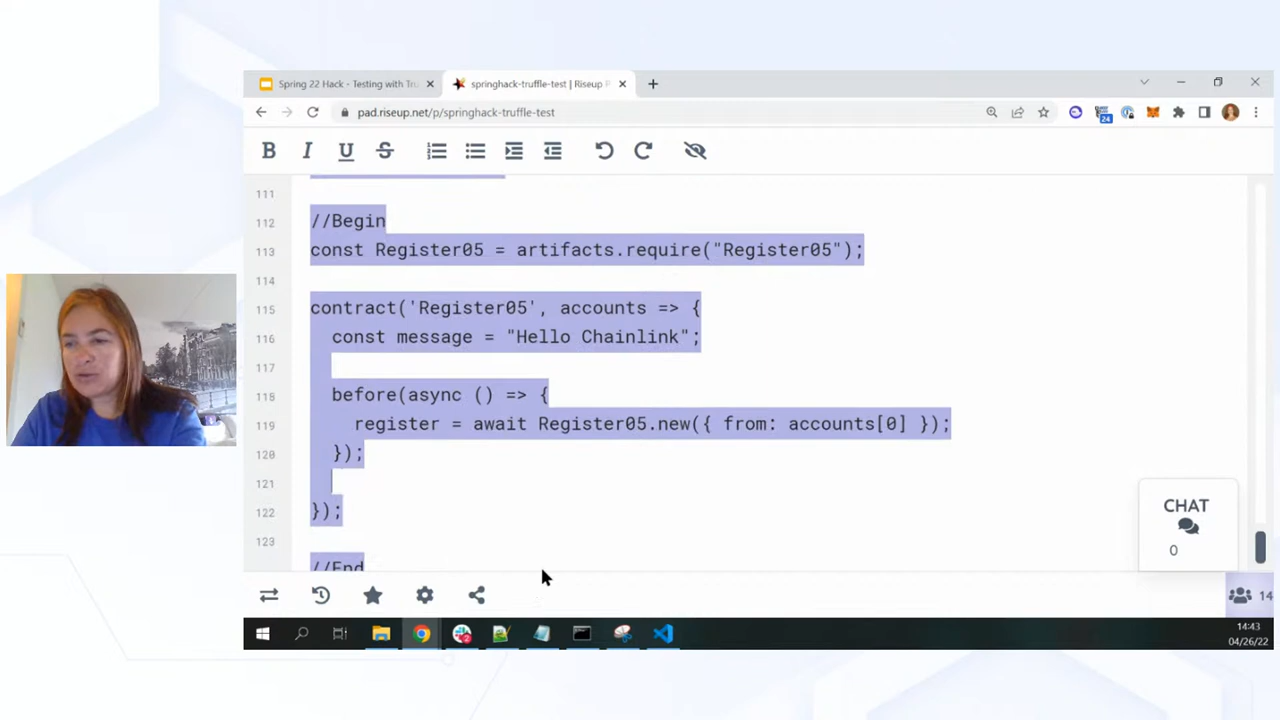 Spring 22 Hack - Testing with Tru
springhack-truffle-test | Riseup P
pad.riseup.net/p/springhack-truffle-test
24
B I U S
111
112 //Begin
113 const Register05 = artifacts.require("Register05");
114
115 contract('Register05', accounts => {
116 const message = "Hello Chainlink";
117
118 before(async () => {
119 register = await Register05.new({ from: accounts[0] });
120 });
121
122 });
123
//End
CHAT
0
14
2
14:43
04/26/22